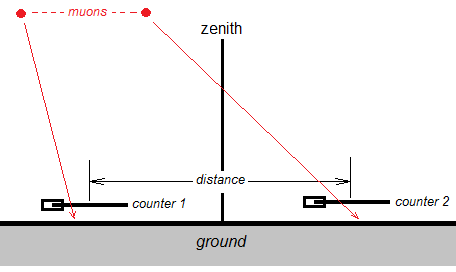 muons
zenith
distance
counter 1
counter 2
ground